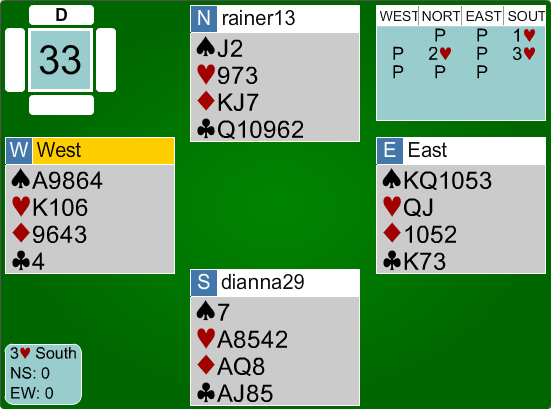 D
33
N rainer13
♠J2
♥973
♦KJ7
♣Q10962
WEST NORT EAST SOUT
P P 1♥
P 2♥ P 3♥
P P P
W West
♠A9864
♥K106
♦9643
♣4
E East
♠KQ1053
♥QJ
♦1052
♣K73
S dianna29
♠7
♥A8542
♦AQ8
♣AJ85
3♥ South
NS: 0
EW: 0